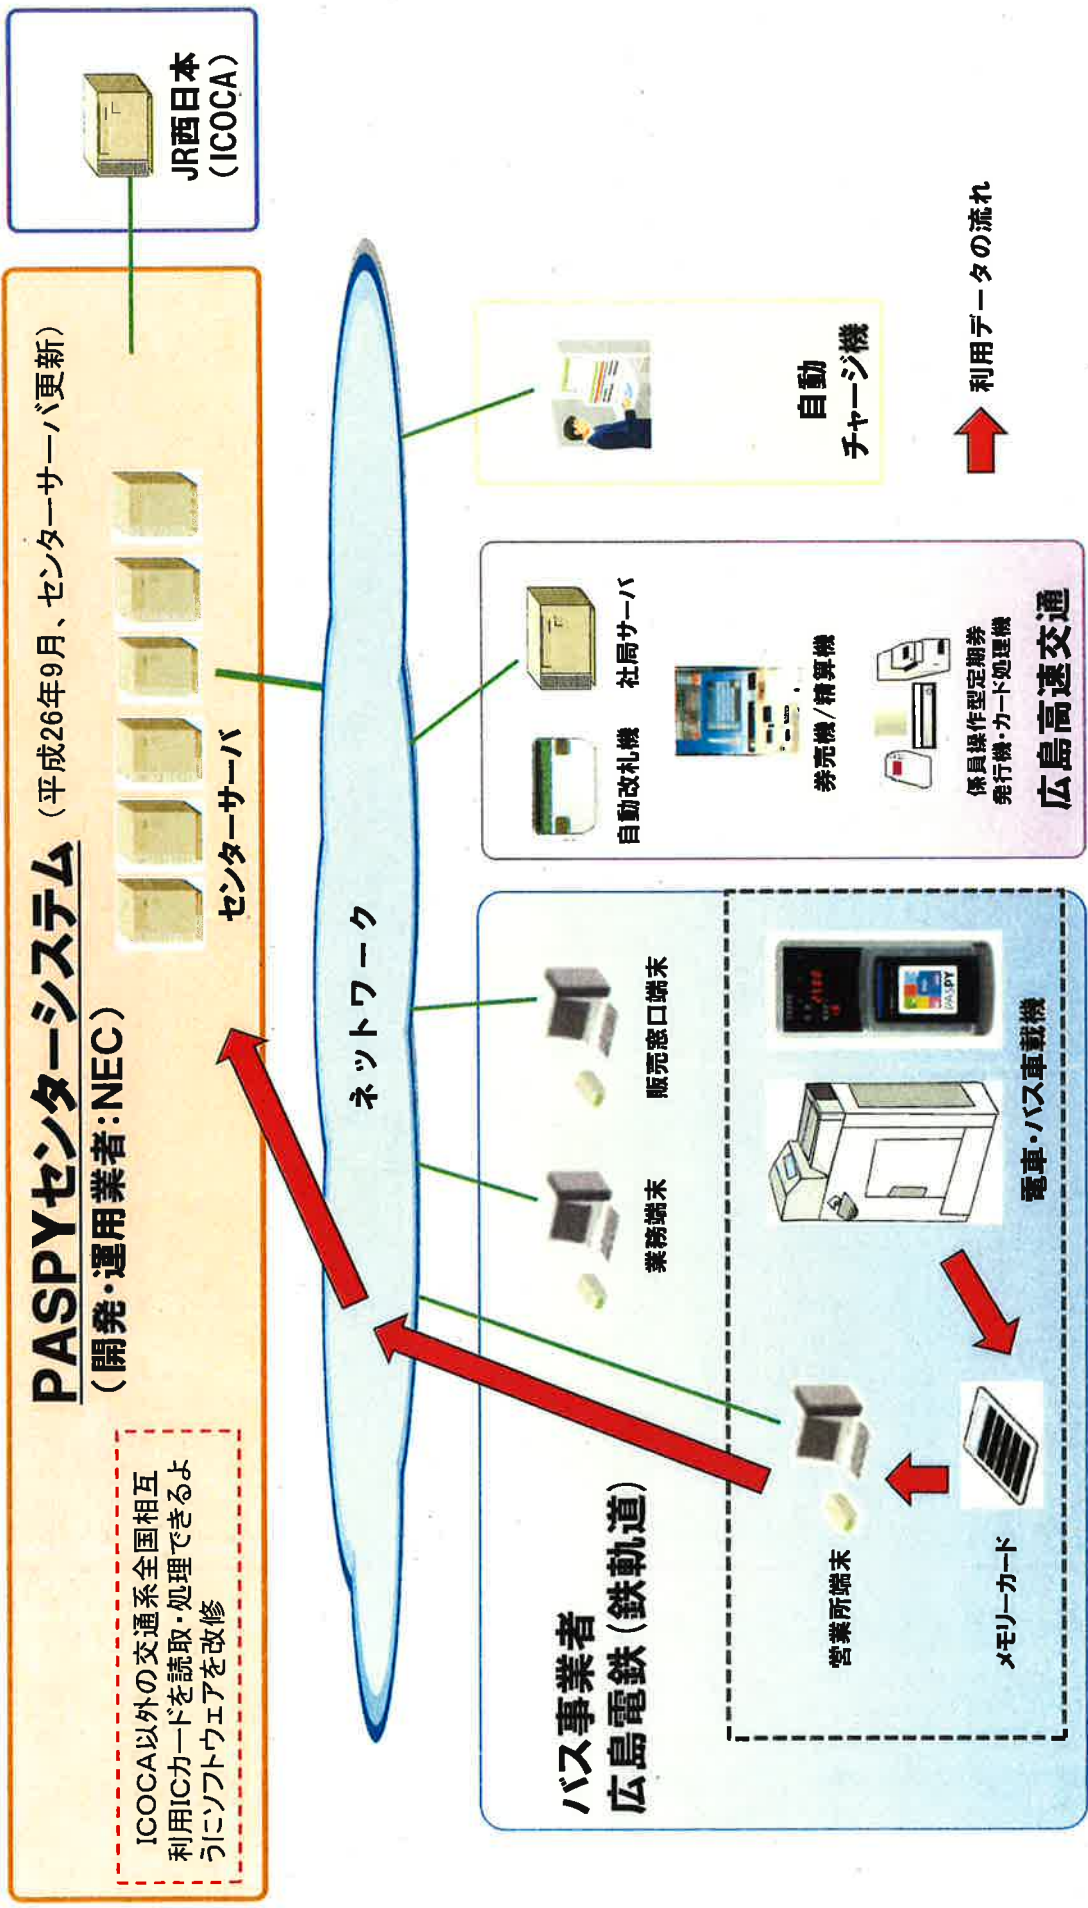 PASPYセンターシステム（平成26年9月、センターサーバ更新）
（開発・運用業者：NEC）
ICOCA以外の交通系全国相互
利用ICカードを読取・処理できるよ
うにソフトウェアを改修
センターサーバ
JR西日本
（ICOCA）
ネットワーク
バス事業者
広島電鉄（鉄軌道）
業務端末
販売窓口端末
営業所端末
メモリーカード
電車・バス車載機
PASPY
自動改札機
社局サーバ
券売機/精算機
係員操作型定期券
発行機・カード処理機
広島高速交通
自動
チャージ機
利用データの流れ